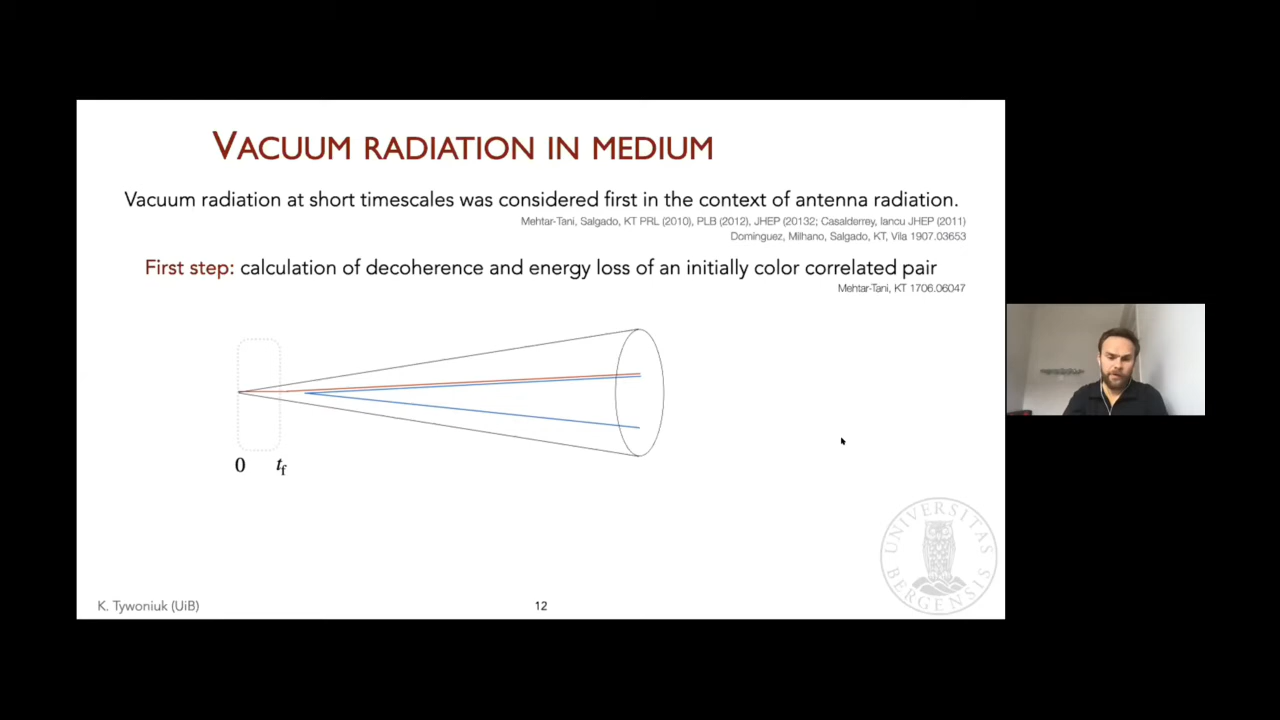 VACUUM RADIATION IN MEDIUM
Vacuum radiation at short timescales was considered first in the context of antenna radiation.
Mehtar-Tani, Salgado, KT PRL (2010), PLB (2012), JHEP (20132; Casalderrey, Iancu JHEP (2011)
Dominguez, Milhano, Salgado, KT, Vila 1907.03653
First step: calculation of decoherence and energy loss of an initially color correlated pair
Mehtar-Tani, KT 1706.06047
0 tf
UNIVERSITAS
BERGENSIS
K. Tywoniuk (UiB)
12